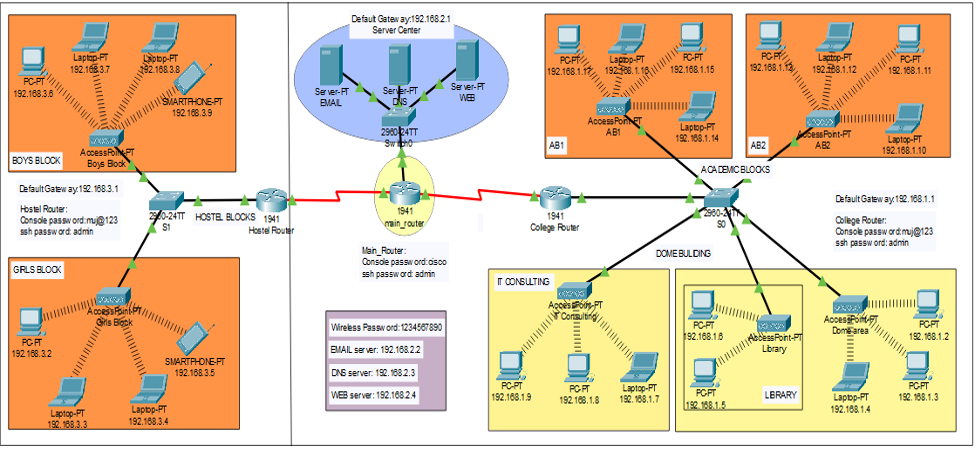 PC-PT
192.168.3.6
Laptop-PT
192.168.3.7
Laptop-PT
192.168.3.8
SMARTPHONE-PT
192.168.3.9
AccessPoint-PT
Boys Block
BOYS BLOCK
Default Gateway:192.168.3.1
Hostel Router:
Console password:muj@123
ssh password: admin
2960-24TT
S1
HOSTEL BLOCKS
1941
Hostel Router
GIRLS BLOCK
AccessPoint-PT
Girls Block
PC-PT
192.168.3.2
Laptop-PT
192.168.3.3
Laptop-PT
192.168.3.4
SMARTPHONE-PT
192.168.3.5
Default Gateway:192.168.2.1
Server Center
Server-PT
EMAIL
Server-PT
DNS
Server-PT
WEB
2960-24TT
Switch0
1941
main_router
Main_Router:
Console password:cisco
ssh password: admin
Wireless Password:1234567890
EMAIL server: 192.168.2.2
DNS server: 192.168.2.3
WEB server: 192.168.2.4
1941
College Router
PC-PT
192.168.1.17
Laptop-PT
192.168.1.16
PC-PT
192.168.1.15
Laptop-PT
192.168.1.14
AccessPoint-PT
AB1
AB1
PC-PT
192.168.1.13
Laptop-PT
192.168.1.12
PC-PT
192.168.1.11
Laptop-PT
192.168.1.10
AccessPoint-PT
AB2
AB2
ACADEMIC BLOCKS
2960-24TT
S0
Default Gateway:192.168.1.1
College Router:
Console password:muj@123
ssh password: admin
DOME BUILDING
IT CONSULTING
AccessPoint-PT
IT Consulting
PC-PT
192.168.1.9
PC-PT
192.168.1.8
Laptop-PT
192.168.1.7
PC-PT
192.168.1.6
AccessPoint-PT
Library
PC-PT
192.168.1.5
LIBRARY
AccessPoint-PT
Dome area
PC-PT
192.168.1.2
Laptop-PT
192.168.1.4
PC-PT
192.168.1.3